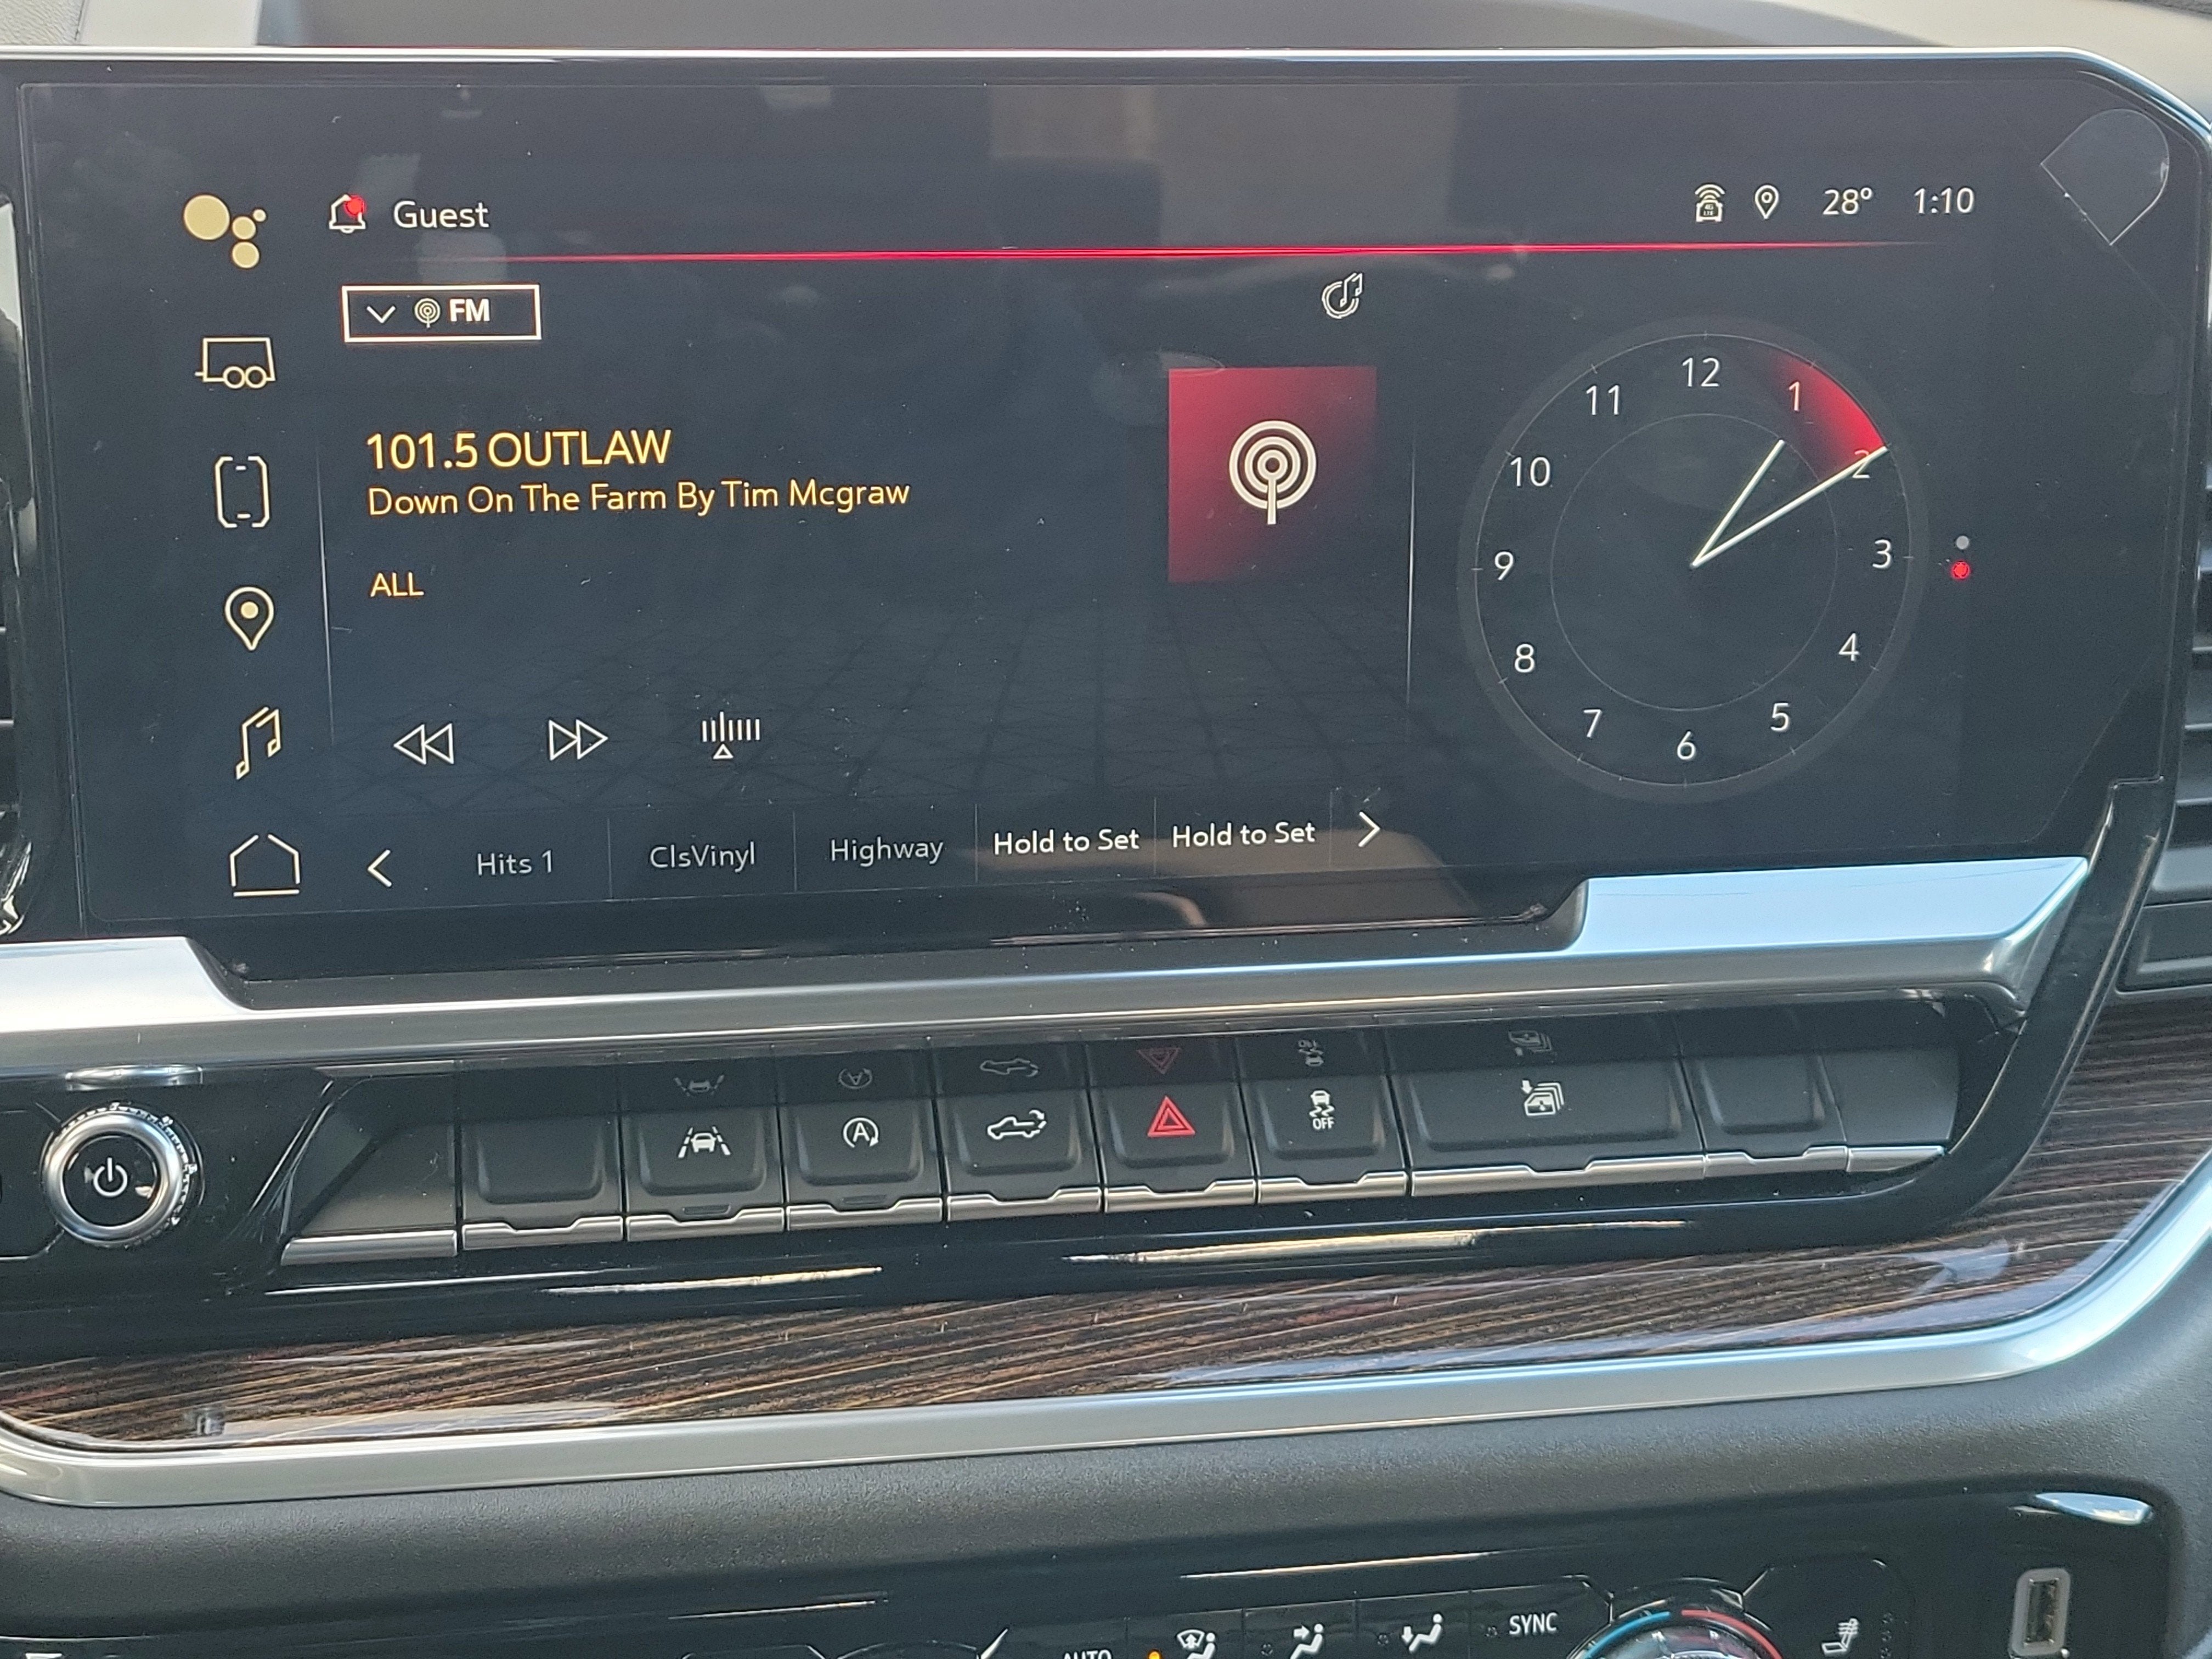 Guest
28° 1:10
FM
101.5 OUTLAW
Down On The Farm By Tim Mcgraw
ALL
12
1
2
3
4
5
6
7
8
9
10
11
Hits 1
ClsVinyl
Highway
Hold to Set
Hold to Set
A
OFF
AUTO
SYNC